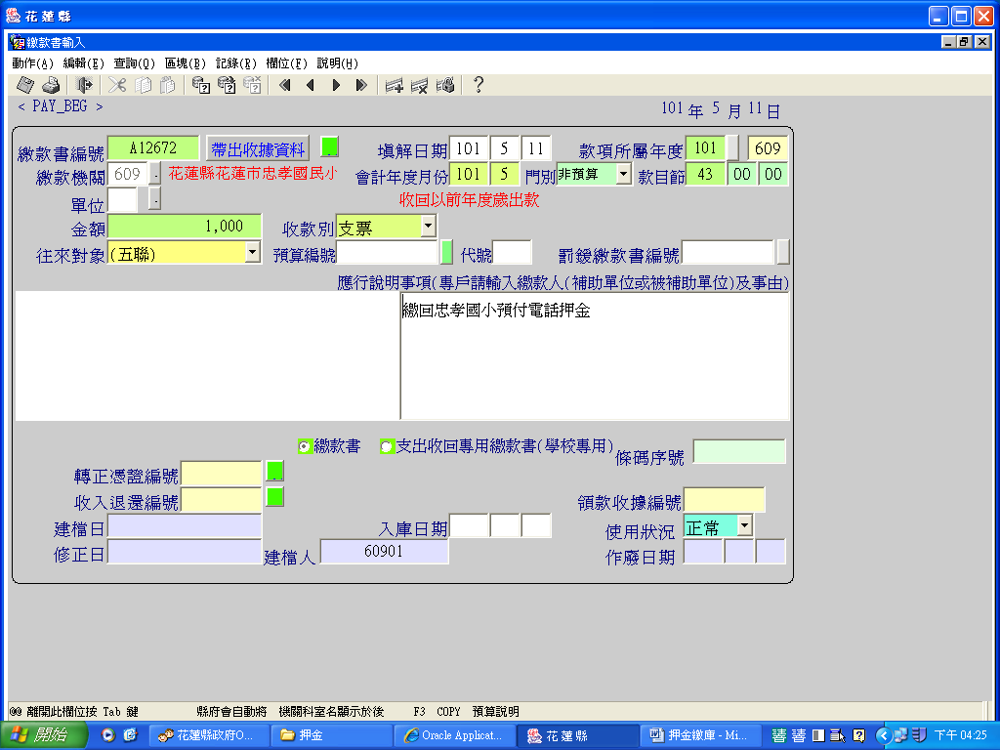 花蓮縣
繳款書輸入
動作(A) 編輯(E) 查詢(Q) 區塊(B) 記錄(R) 欄位(F) 說明(H)
< PAY_BEG > 101 年 5 月 11 日
繳款書編號 A12672 帶出收據資料 填解日期 101 5 11 款項所屬年度 101 609
繳款機關 609 . 花蓮縣花蓮市忠孝國民小 會計年度月份 101 5 門別 非預算 款目節 43 00 00
單位 . 收回以前年度歲出款
金額 1,000 收款別 支票
往來對象 (五聯) 預算編號 代號 罰鍰繳款書編號
應行說明事項(專戶請輸入繳款人(補助單位或被補助單位)及事由)
繳回忠孝國小預付電話押金
繳款書 支出收回專用繳款書(學校專用) 條碼序號
轉正憑證編號
收入退還編號 領款收據編號
建檔日 入庫日期 使用狀況 正常
修正日 建檔人 60901 作廢日期
@@ 離開此欄位按 Tab 鍵 縣府會自動將 機關科室名顯示於後 F3 COPY 預算說明
開始 花蓮縣政府O... 押金 Oracle Applicat... 花蓮縣 押金繳庫 - Mi... 下午 04:25